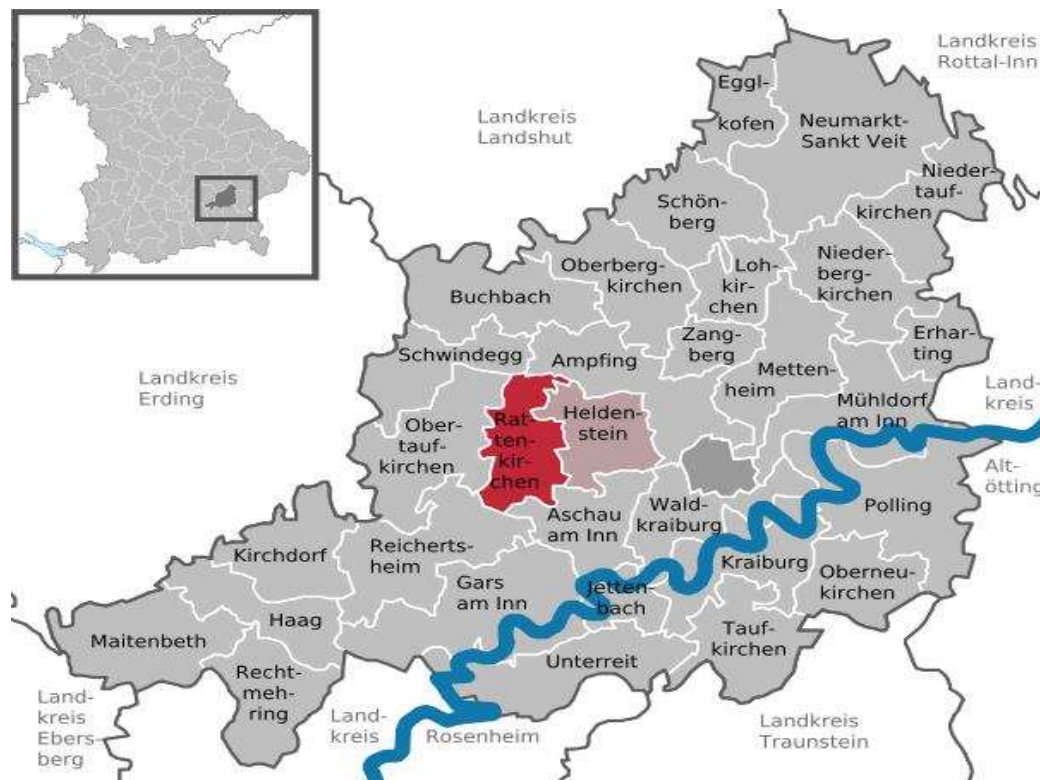 Landkreis
Rottal-Inn
Eggl-
kofen
Landkreis
Landshut
Neumarkt-
Sankt Veit
Nieder-
tauf-
kirchen
Schön-
berg
Oberberg-
kirchen
Loh-
kir-
chen
Nieder-
berg-
kirchen
Buchbach
Zang-
berg
Erhar-
ting
Schwindegg
Ampfing
Metten-
heim
Landkreis
Erding
Land-
kreis
Alt-
ötting
Mühldorf
am Inn
Ober-
tauf-
kirchen
Rat-
ten-
kir-
chen
Helden-
stein
Polling
Aschau
am Inn
Wald-
kraiburg
Kirchdorf
Reicherts-
heim
Kraiburg
Oberneu-
kirchen
Gars
am Inn
Jetten-
bach
Haag
Maitenbeth
Tauf-
kirchen
Unterreit
Recht-
meh-
ring
Land-
kreis
Ebers-
berg
Land-
kreis
Rosenheim
Landkreis
Traunstein